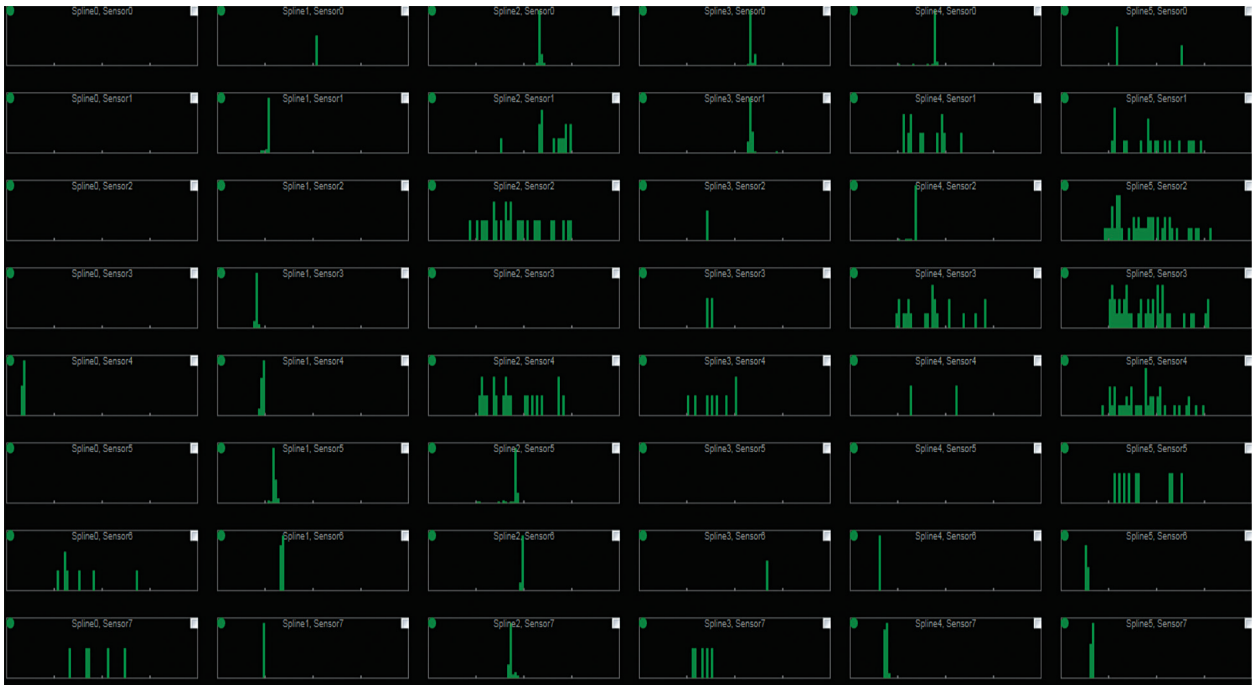 Spline0, Sensor0
Spline1, Sensor0
Spline2, Sensor0
Spline3, Sensor0
Spline4, Sensor0
Spline5, Sensor0
Spline0, Sensor1
Spline1, Sensor1
Spline2, Sensor1
Spline3, Sensor1
Spline4, Sensor1
Spline5, Sensor1
Spline0, Sensor2
Spline1, Sensor2
Spline2, Sensor2
Spline3, Sensor2
Spline4, Sensor2
Spline5, Sensor2
Spline0, Sensor3
Spline1, Sensor3
Spline2, Sensor3
Spline3, Sensor3
Spline4, Sensor3
Spline5, Sensor3
Spline0, Sensor4
Spline1, Sensor4
Spline2, Sensor4
Spline3, Sensor4
Spline4, Sensor4
Spline5, Sensor4
Spline0, Sensor5
Spline1, Sensor5
Spline2, Sensor5
Spline3, Sensor5
Spline4, Sensor5
Spline5, Sensor5
Spline0, Sensor6
Spline1, Sensor6
Spline2, Sensor6
Spline3, Sensor6
Spline4, Sensor6
Spline5, Sensor6
Spline0, Sensor7
Spline1, Sensor7
Spline2, Sensor7
Spline3, Sensor7
Spline4, Sensor7
Spline5, Sensor7